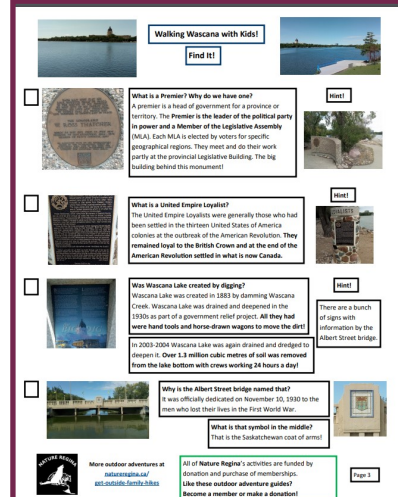 Walking Wascana with Kids!
Find It!
What is a Premier? Why do we have one?
A premier is a head of government for a province or
territory. The Premier is the leader of the political party
in power and a Member of the Legislative Assembly
(MLA). Each MLA is elected by voters for specific
geographical regions. They meet and do their work
partly at the provincial Legislative Building. The big
building behind this monument!
Hint!
What is a United Empire Loyalist?
The United Empire Loyalists were generally those who had
been settled in the thirteen United States of America
colonies at the outbreak of the American Revolution. They
remained loyal to the British Crown and at the end of the
American Revolution settled in what is now Canada.
Hint!
Was Wascana Lake created by digging?
Wascana Lake was created in 1883 by damming Wascana
Creek. Wascana Lake was drained and deepened in the
1930s as part of a government relief project. All they had
were hand tools and horse-drawn wagons to move the dirt!
In 2003-2004 Wascana Lake was again drained and dredged to
deepen it. Over 1.3 million cubic metres of soil was removed
from the lake bottom with crews working 24 hours a day!
Hint!
There are a bunch
of signs with
information by the
Albert Street bridge.
Why is the Albert Street bridge named that?
It was officially dedicated on November 10, 1930 to the
men who lost their lives in the First World War.
What is that symbol in the middle?
That is the Saskatchewan coat of arms!
NATURE REGINA
More outdoor adventures at
natureregina.ca/
get-outside-family-hikes
All of Nature Regina's activities are funded by
donation and purchase of memberships.
Like these outdoor adventure guides?
Become a member or make a donation!
Page 3